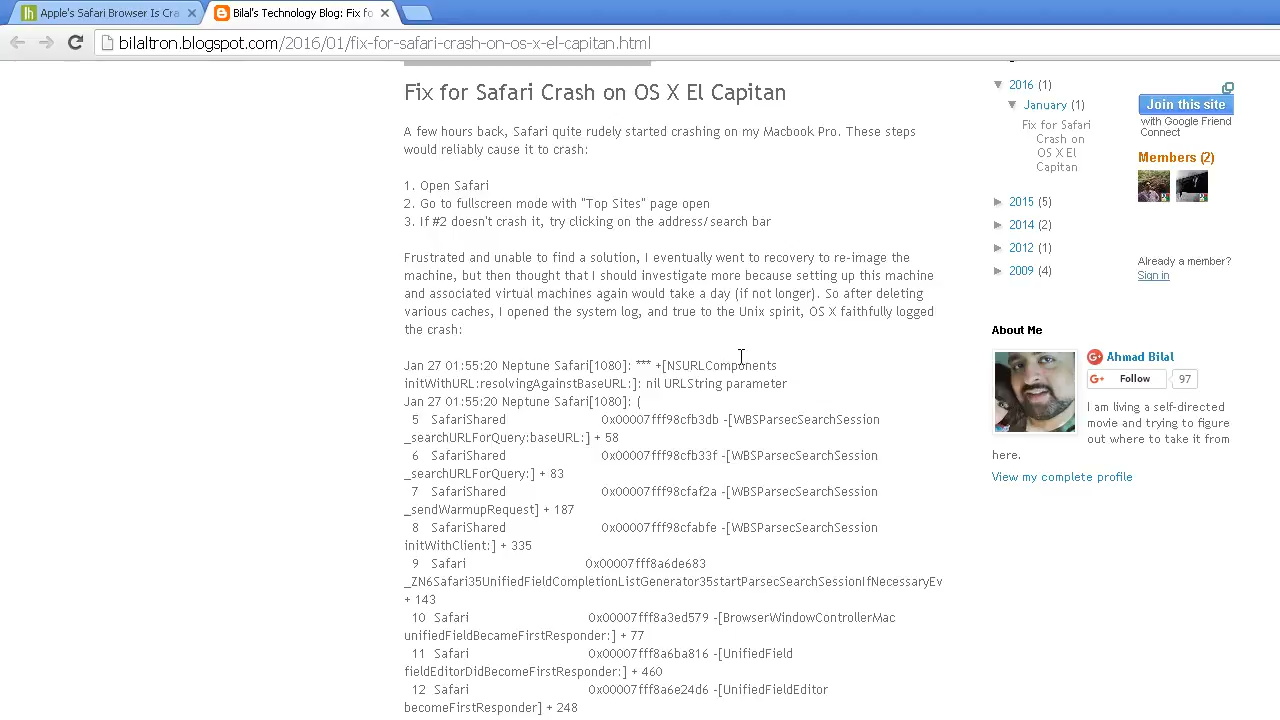 Apple's Safari Browser Is Cra
Bilal's Technology Blog: Fix fo
bilaltron.blogspot.com/2016/01/fix-for-safari-crash-on-os-x-el-capitan.html
Fix for Safari Crash on OS X El Capitan
A few hours back, Safari quite rudely started crashing on my Macbook Pro. These steps
would reliably cause it to crash:
1. Open Safari
2. Go to fullscreen mode with "Top Sites" page open
3. If #2 doesn't crash it, try clicking on the address/search bar
Frustrated and unable to find a solution, I eventually went to recovery to re-image the
machine, but then thought that I should investigate more because setting up this machine
and associated virtual machines again would take a day (if not longer). So after deleting
various caches, I opened the system log, and true to the Unix spirit, OS X faithfully logged
the crash:
Jan 27 01:55:20 Neptune Safari[1080]: *** +[NSURLComponents
initWithURL:resolvingAgainstBaseURL:]: nil URLString parameter
Jan 27 01:55:20 Neptune Safari[1080]: (
5 SafariShared 0x00007fff98cfb3db -[WBSParsecSearchSession
_searchURLForQuery:baseURL:] + 58
6 SafariShared 0x00007fff98cfb33f -[WBSParsecSearchSession
_searchURLForQuery:] + 83
7 SafariShared 0x00007fff98cfaf2a -[WBSParsecSearchSession
_sendWarmupRequest] + 187
8 SafariShared 0x00007fff98cfabfe -[WBSParsecSearchSession
initWithClient:] + 335
9 Safari 0x00007fff8a6de683
_ZN6Safari35UnifiedFieldCompletionListGenerator35startParsecSearchSessionIfNecessaryEv
+ 143
10 Safari 0x00007fff8a3ed579 -[BrowserWindowControllerMac
unifiedFieldBecameFirstResponder:] + 77
11 Safari 0x00007fff8a6ba816 -[UnifiedField
fieldEditorDidBecomeFirstResponder:] + 460
12 Safari 0x00007fff8a6e24d6 -[UnifiedFieldEditor
becomeFirstResponder] + 248
2016 (1)
January (1)
Fix for Safari
Crash on
OS X El
Capitan
2015 (5)
2014 (2)
2012 (1)
2009 (4)
Join this site
with Google Friend
Connect
Members (2)
Already a member?
Sign in
About Me
Ahmad Bilal
Follow 97
I am living a self-directed
movie and trying to figure
out where to take it from
here.
View my complete profile